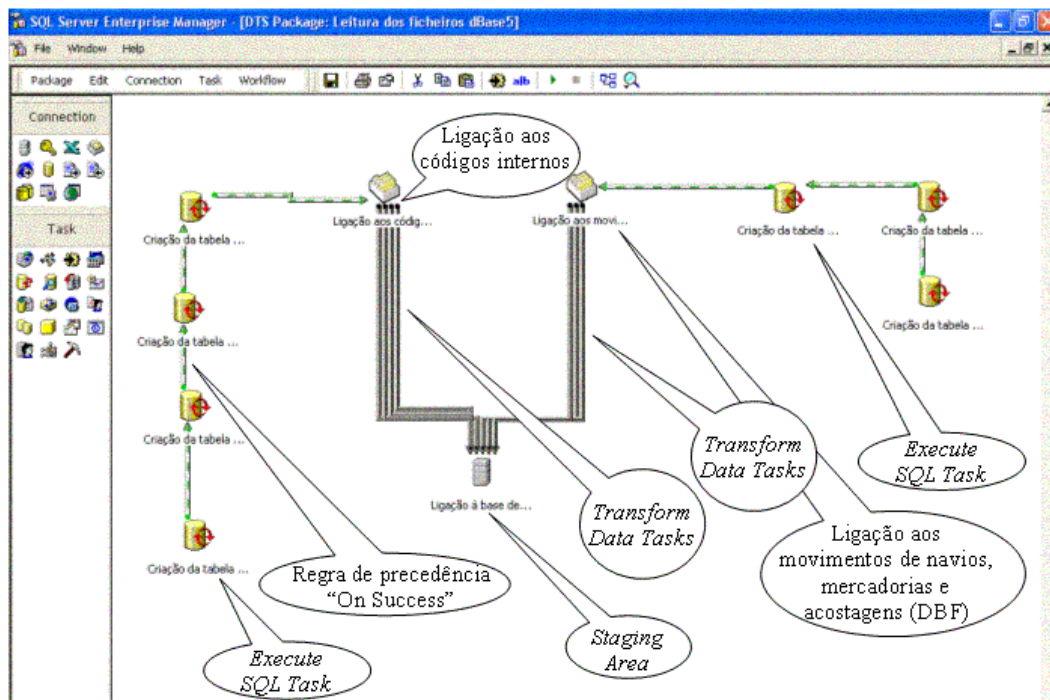 SQL Server Enterprise Manager - [DTS Package: Leitura dos ficheiros dBase5]
File Window Help
Package Edit Connection Task Workflow
Connection
Task
Ligação aos
códigos internos
Ligação aos códig...
Ligação aos movi...
Criação da tabela ...
Criação da tabela ...
Criação da tabela ...
Criação da tabela ...
Criação da tabela ...
Criação da tabela ...
Criação da tabela ...
Ligação à base de...
Regra de precedência
“On Success”
Execute
SQL Task
Staging
Area
Transform
Data Tasks
Transform
Data Tasks
Execute
SQL Task
Ligação aos
movimentos de navios,
mercadorias e
acostagens (DBF)